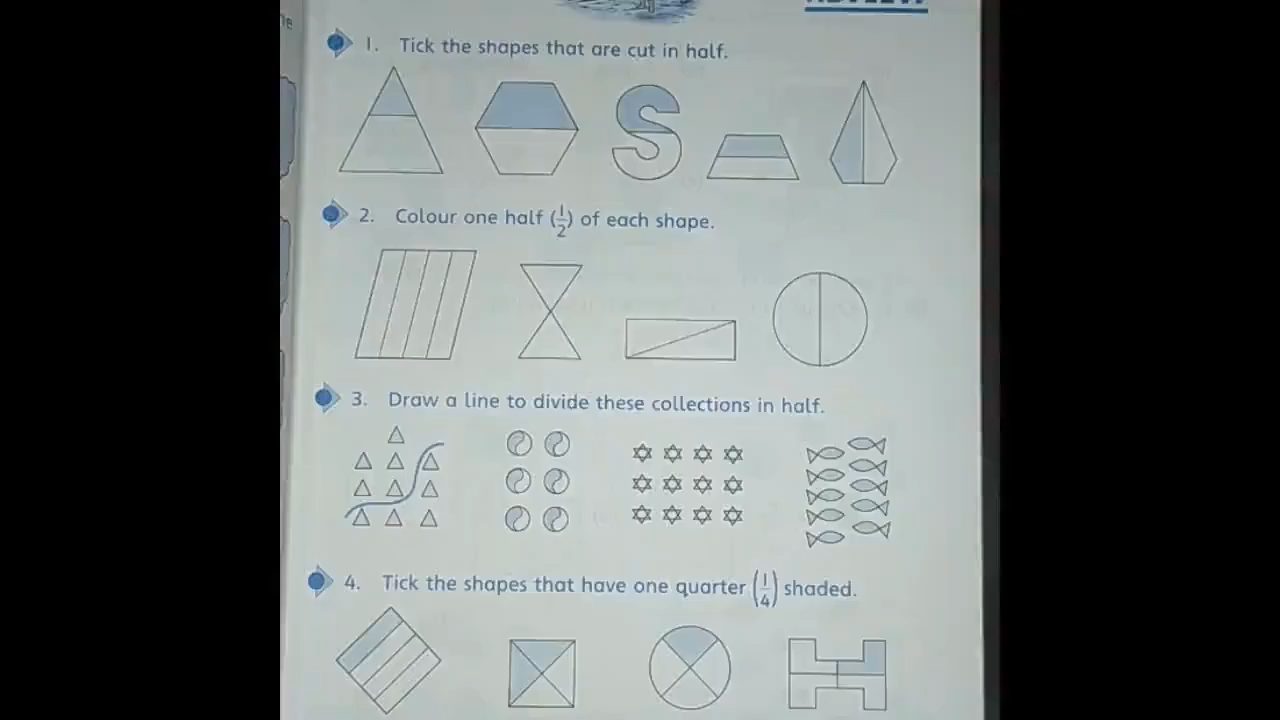 1. Tick the shapes that are cut in half.
2. Colour one half (1/2) of each shape.
3. Draw a line to divide these collections in half.
4. Tick the shapes that have one quarter (1/4) shaded.